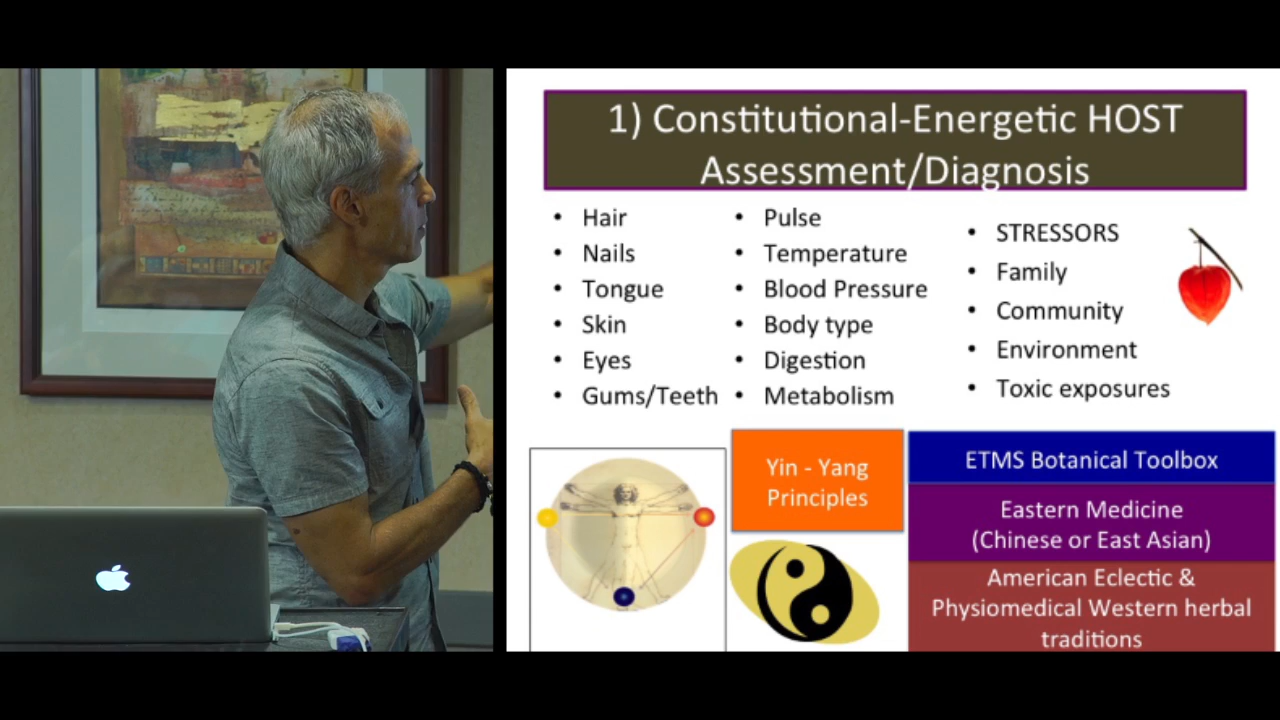 1) Constitutional-Energetic HOST
Assessment/Diagnosis
• Hair
• Nails
• Tongue
• Skin
• Eyes
• Gums/Teeth
• Pulse
• Temperature
• Blood Pressure
• Body type
• Digestion
• Metabolism
• STRESSORS
• Family
• Community
• Environment
• Toxic exposures
Yin - Yang
Principles
ETMS Botanical Toolbox
Eastern Medicine
(Chinese or East Asian)
American Eclectic &
Physiomedical Western herbal
traditions